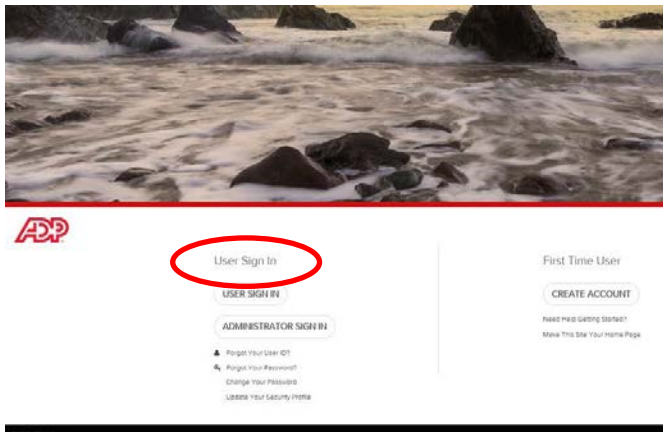 ADP
User Sign In
USER SIGN IN
ADMINISTRATOR SIGN IN
Forgot Your User ID?
Forgot Your Password?
Change Your Password
Update Your Security Profile
First Time User
CREATE ACCOUNT
Need Help Getting Started?
Make This Site Your Home Page